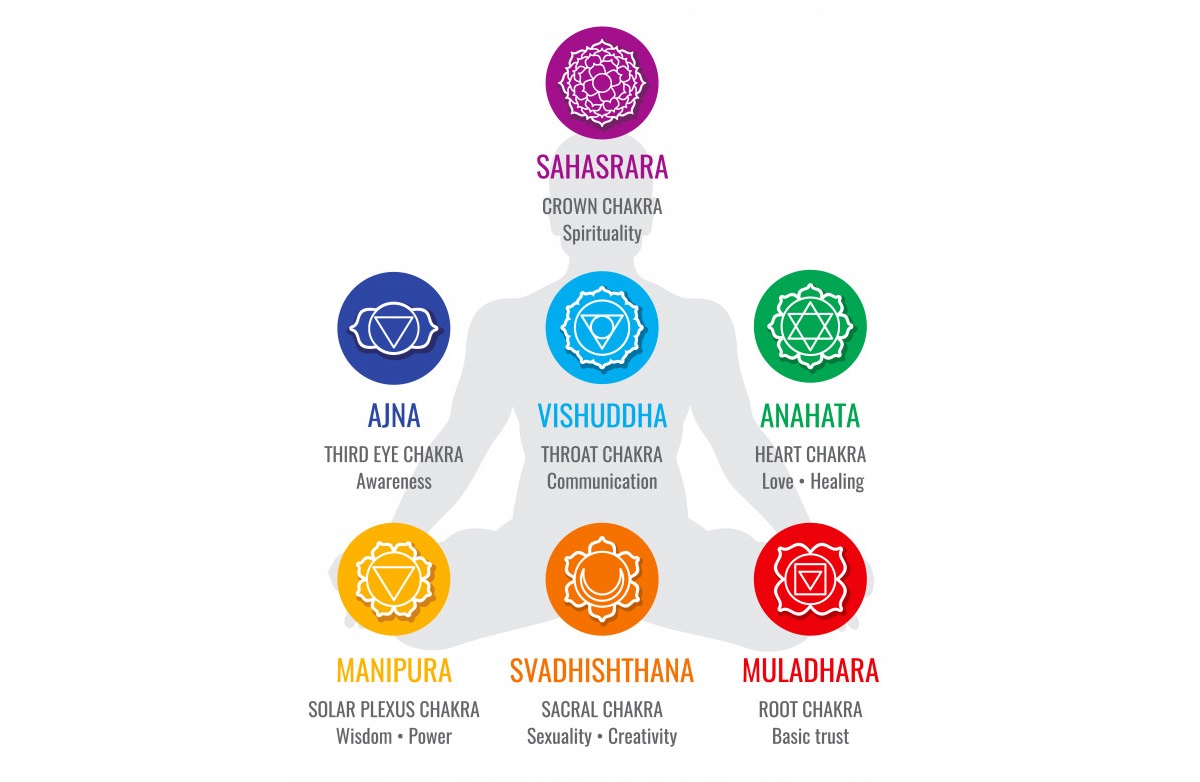 SAHASRARA
CROWN CHAKRA
Spirituality
AJNA
THIRD EYE CHAKRA
Awareness
VISHUDDHA
THROAT CHAKRA
Communication
ANAHATA
HEART CHAKRA
Love • Healing
MANIPURA
SOLAR PLEXUS CHAKRA
Wisdom • Power
SVADHISHTHANA
SACRAL CHAKRA
Sexuality • Creativity
MULADHARA
ROOT CHAKRA
Basic trust